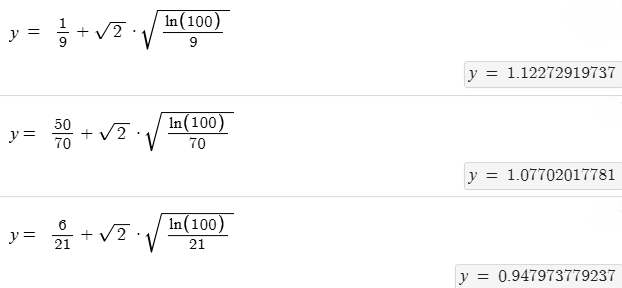 y = 1/9 + √2 · √(ln(100)/9)
y = 1.12272919737
y = 50/70 + √2 · √(ln(100)/70)
y = 1.07702017781
y = 6/21 + √2 · √(ln(100)/21)
y = 0.947973779237